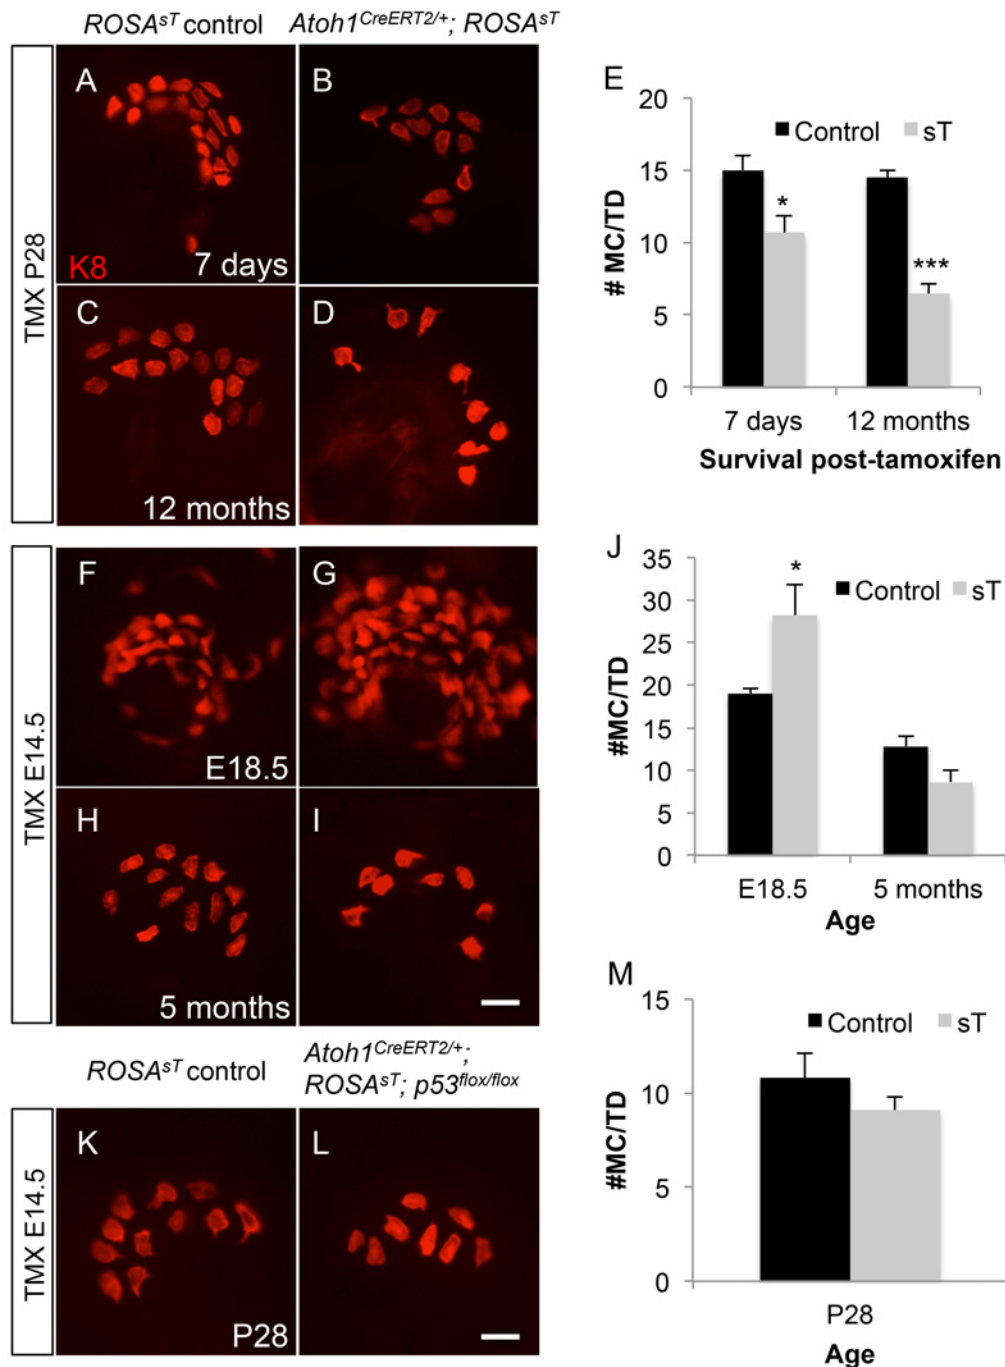 ROSAsT control
Atoh1CreERT2/+; ROSAsT
TMX P28
A
K8
7 days
B
C
12 months
D
E
20
15
10
5
0
# MC/TD
Control
sT
*
***
7 days
12 months
Survival post-tamoxifen
TMX E14.5
F
E18.5
G
H
5 months
I
J
35
30
25
20
15
10
5
0
#MC/TD
Control
sT
*
E18.5
5 months
Age
ROSAsT control
Atoh1CreERT2/+;
ROSAsT; p53flox/flox
TMX E14.5
K
P28
L
M
15
10
5
0
#MC/TD
Control
sT
P28
Age